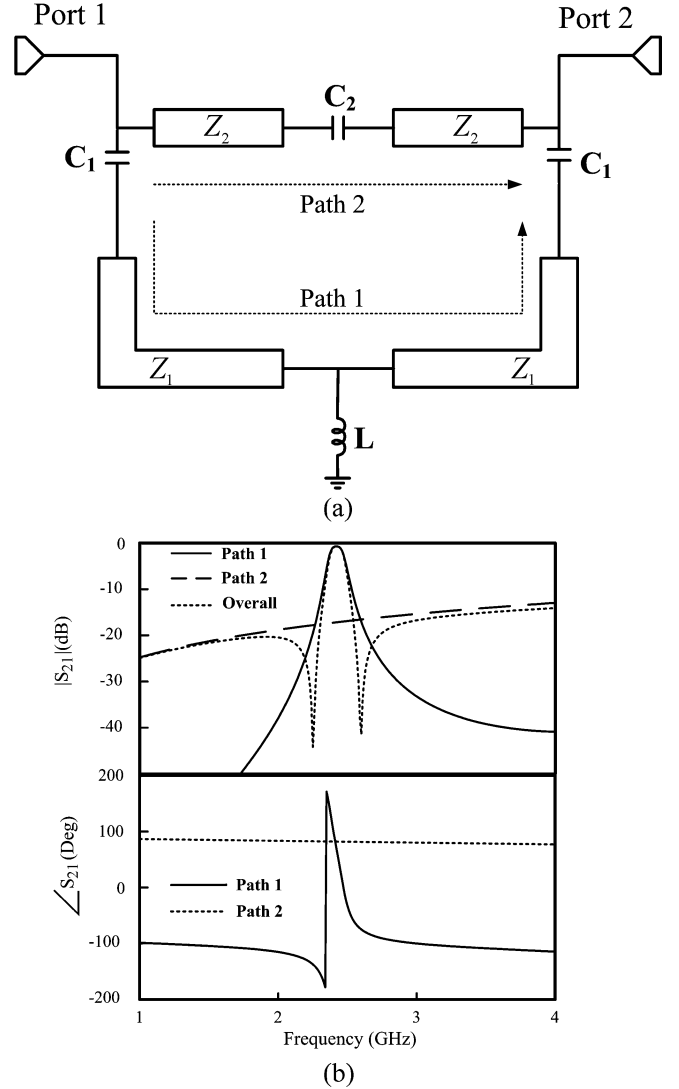 Port 1
Port 2
C2
Z2
Z2
C1
C1
Path 2
Path 1
Z1
Z1
L
(a)
0
-10
-20
-30
-40
|S21|(dB)
Path 1
Path 2
Overall
200
100
0
-100
-200
∠S21(Deg)
Path 1
Path 2
1
2
3
4
Frequency (GHz)
(b)